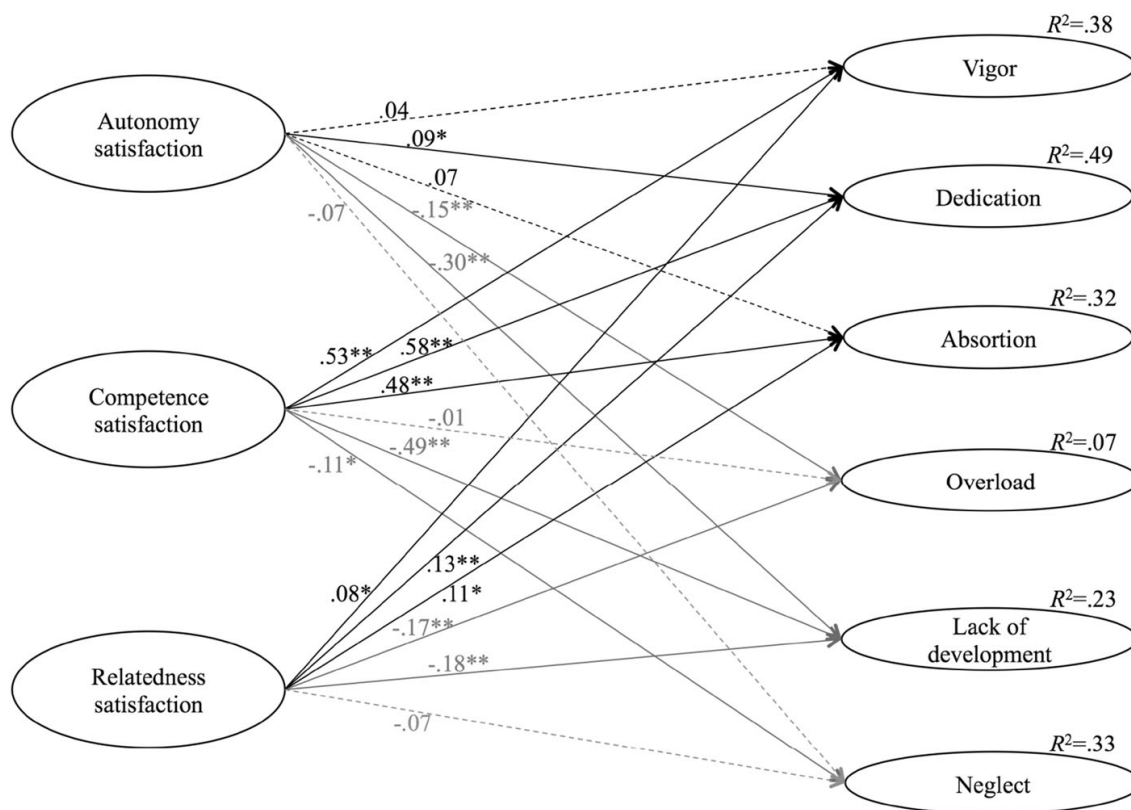 R²=.38
Vigor
Autonomy
satisfaction
.04
.09*
.07
-.15**
-.07
-.30**
R²=.49
Dedication
R²=.32
Absortion
Competence
satisfaction
.53**
.58**
.48**
-.01
-.49**
-.11*
R²=.07
Overload
Relatedness
satisfaction
.08*
.13**
.11*
-.17**
-.18**
-.07
R²=.23
Lack of
development
R²=.33
Neglect